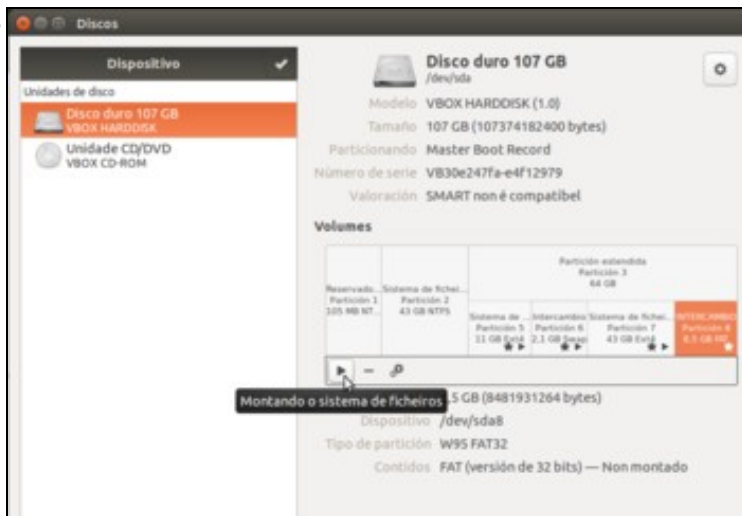 Discos
Dispositivo
Unidades de disco
Disco duro 107 GB
VBOX HARDDISK
Unidade CD/DVD
VBOX CD-ROM
Disco duro 107 GB
/dev/sda
Modelo VBOX HARDDISK (1.0)
Tamaño 107 GB (107374182400 bytes)
Particionando Master Boot Record
Número de serie VB30e247fa-e4f12979
Valoración SMART non é compatíbel
Volumes
Reservado...
Partición 1
105 MB NT...
Sistema de fichei...
Partición 2
43 GB NTFS
Partición estendida
Partición 3
64 GB
Sistema de ...
Partición 5
11 GB Ext4
Intercambio
Partición 6
2,1 GB Swap
Sistema de fichei...
Partición 7
43 GB Ext4
INTERCAMBIO
Partición 8
8,5 GB
Montando o sistema de ficheiros
,5 GB (8481931264 bytes)
Dispositivo /dev/sda8
Tipo de partición W95 FAT32
Contidos FAT (versión de 32 bits) — Non montado